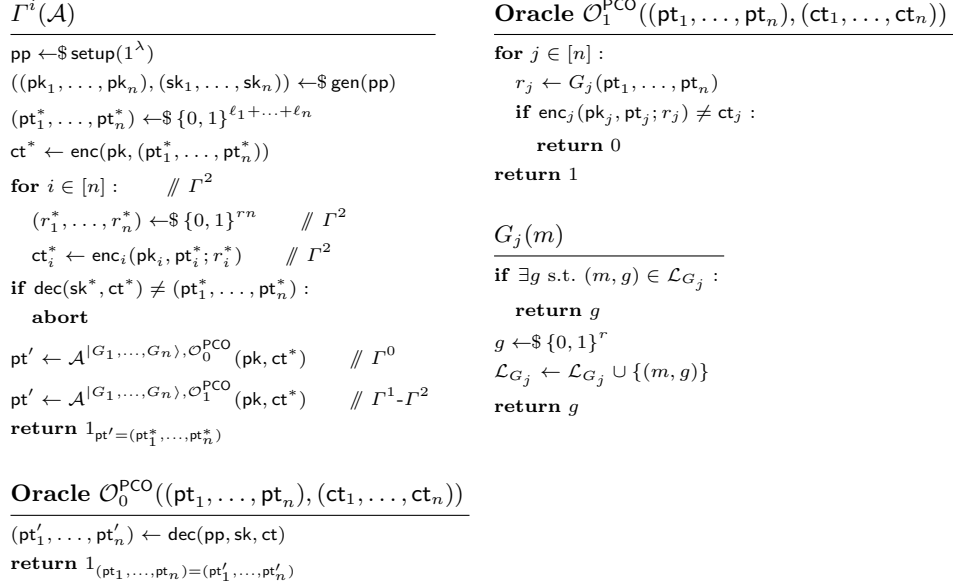 Γ^i(𝒜)
pp ←$ setup(1^λ)
((pk_1, …, pk_n), (sk_1, …, sk_n)) ←$ gen(pp)
(pt*_1, …, pt*_n) ←$ {0, 1}^{ℓ_1+…+ℓ_n}
ct* ← enc(pk, (pt*_1, …, pt*_n))
for i ∈ [n] : // Γ^2
(r*_1, …, r*_n) ←$ {0, 1}^{rn} // Γ^2
ct*_i ← enc_i(pk_i, pt*_i; r*_i) // Γ^2
if dec(sk*, ct*) ≠ (pt*_1, …, pt*_n) :
abort
pt′ ← 𝒜^{|G_1,…,G_n⟩, 𝒪_0^PCO}(pk, ct*) // Γ^0
pt′ ← 𝒜^{|G_1,…,G_n⟩, 𝒪_1^PCO}(pk, ct*) // Γ^1-Γ^2
return 1_{pt′=(pt*_1,…,pt*_n)}
Oracle 𝒪_0^PCO((pt_1, …, pt_n), (ct_1, …, ct_n))
(pt′_1, …, pt′_n) ← dec(pp, sk, ct)
return 1_{(pt_1,…,pt_n)=(pt′_1,…,pt′_n)}
Oracle 𝒪_1^PCO((pt_1, …, pt_n), (ct_1, …, ct_n))
for j ∈ [n] :
r_j ← G_j(pt_1, …, pt_n)
if enc_j(pk_j, pt_j; r_j) ≠ ct_j :
return 0
return 1
G_j(m)
if ∃g s.t. (m, g) ∈ ℒ_{G_j} :
return g
g ←$ {0, 1}^r
ℒ_{G_j} ← ℒ_{G_j} ∪ {(m, g)}
return g